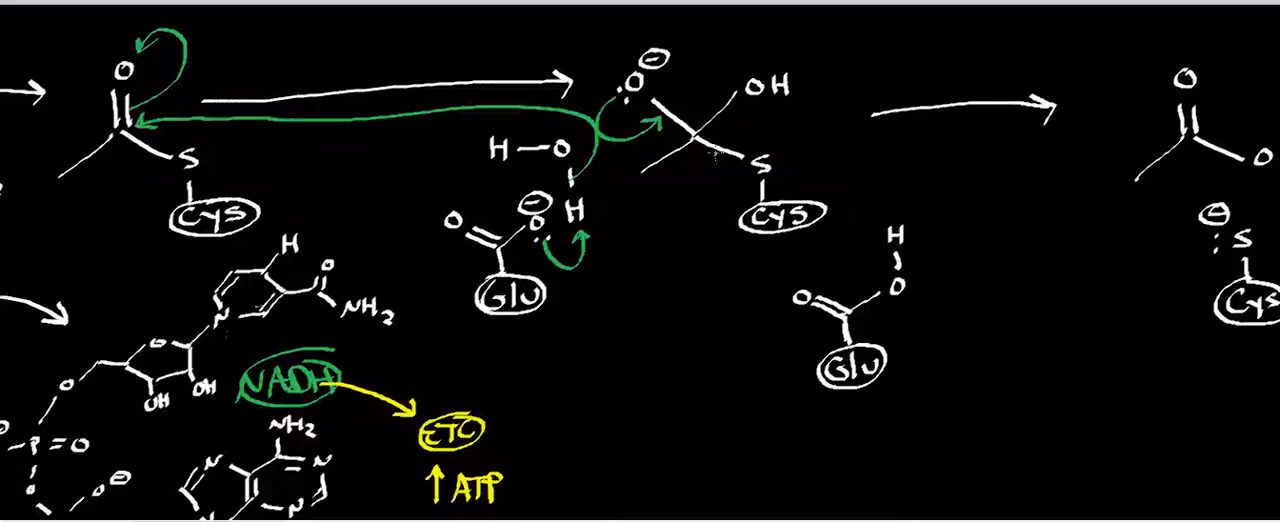 O
S
Cys
H—O
H
O
O⊖
Glu
:O⊖
OH
S
Cys
H
O
O
Glu
O
O
⊖
:S
Cys
H
O
NH₂
N
O
O
OH
OH
NADH
ETC
↑ATP
P=O
O
O⊖
NH₂
N
N
N
N